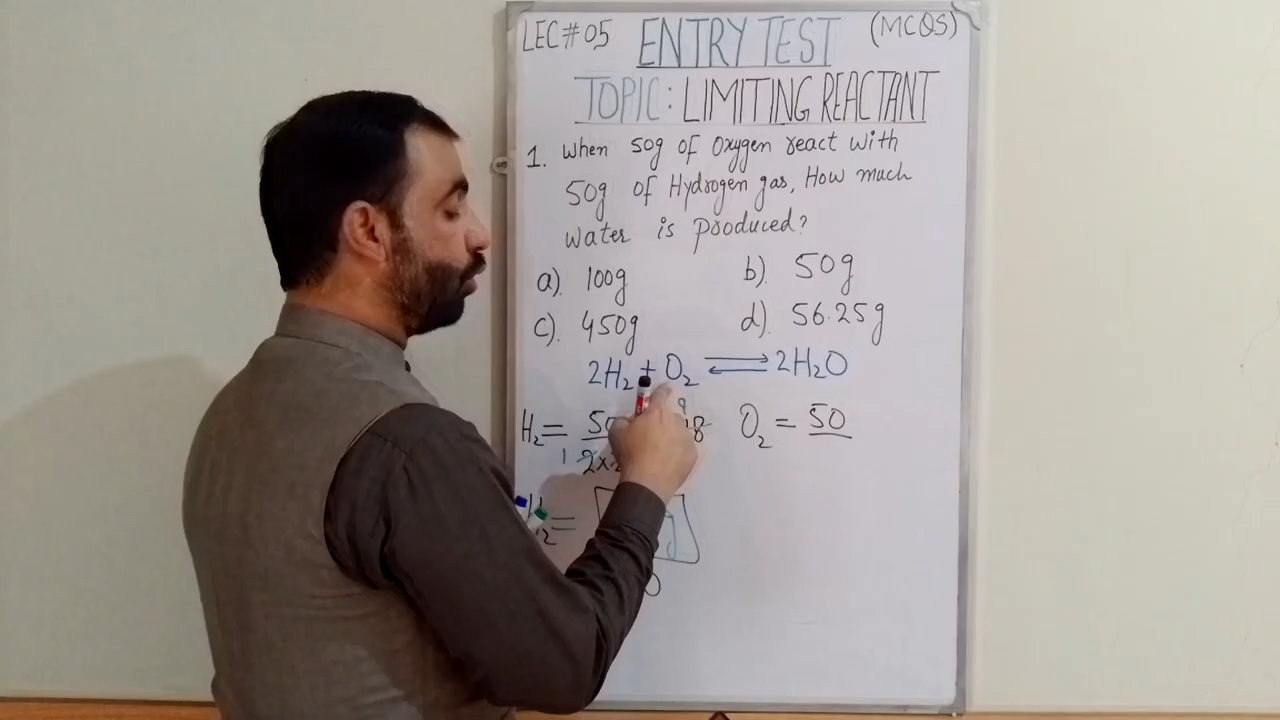 LEC# 05 ENTRY TEST (MCQS)
TOPIC: LIMITING REACTANT
1. When 50g of Oxygen react with
50g of Hydrogen gas, How much
Water is produced?
a). 100g b). 50g
c). 450g d). 56.25g
2H₂ + O₂ ⇌ 2H₂O
H₂ = 50 O₂ = 50